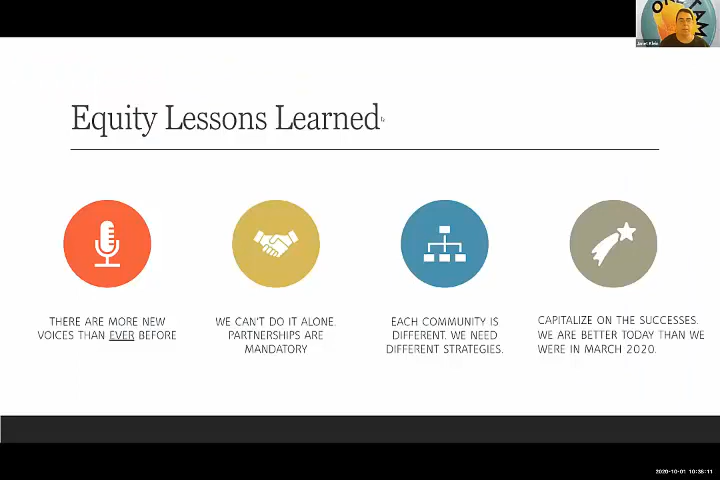 Equity Lessons Learned
THERE ARE MORE NEW
VOICES THAN EVER BEFORE
WE CAN'T DO IT ALONE.
PARTNERSHIPS ARE
MANDATORY
EACH COMMUNITY IS
DIFFERENT. WE NEED
DIFFERENT STRATEGIES.
CAPITALIZE ON THE SUCCESSES.
WE ARE BETTER TODAY THAN WE
WERE IN MARCH 2020.
2020-10-01 10:36:11